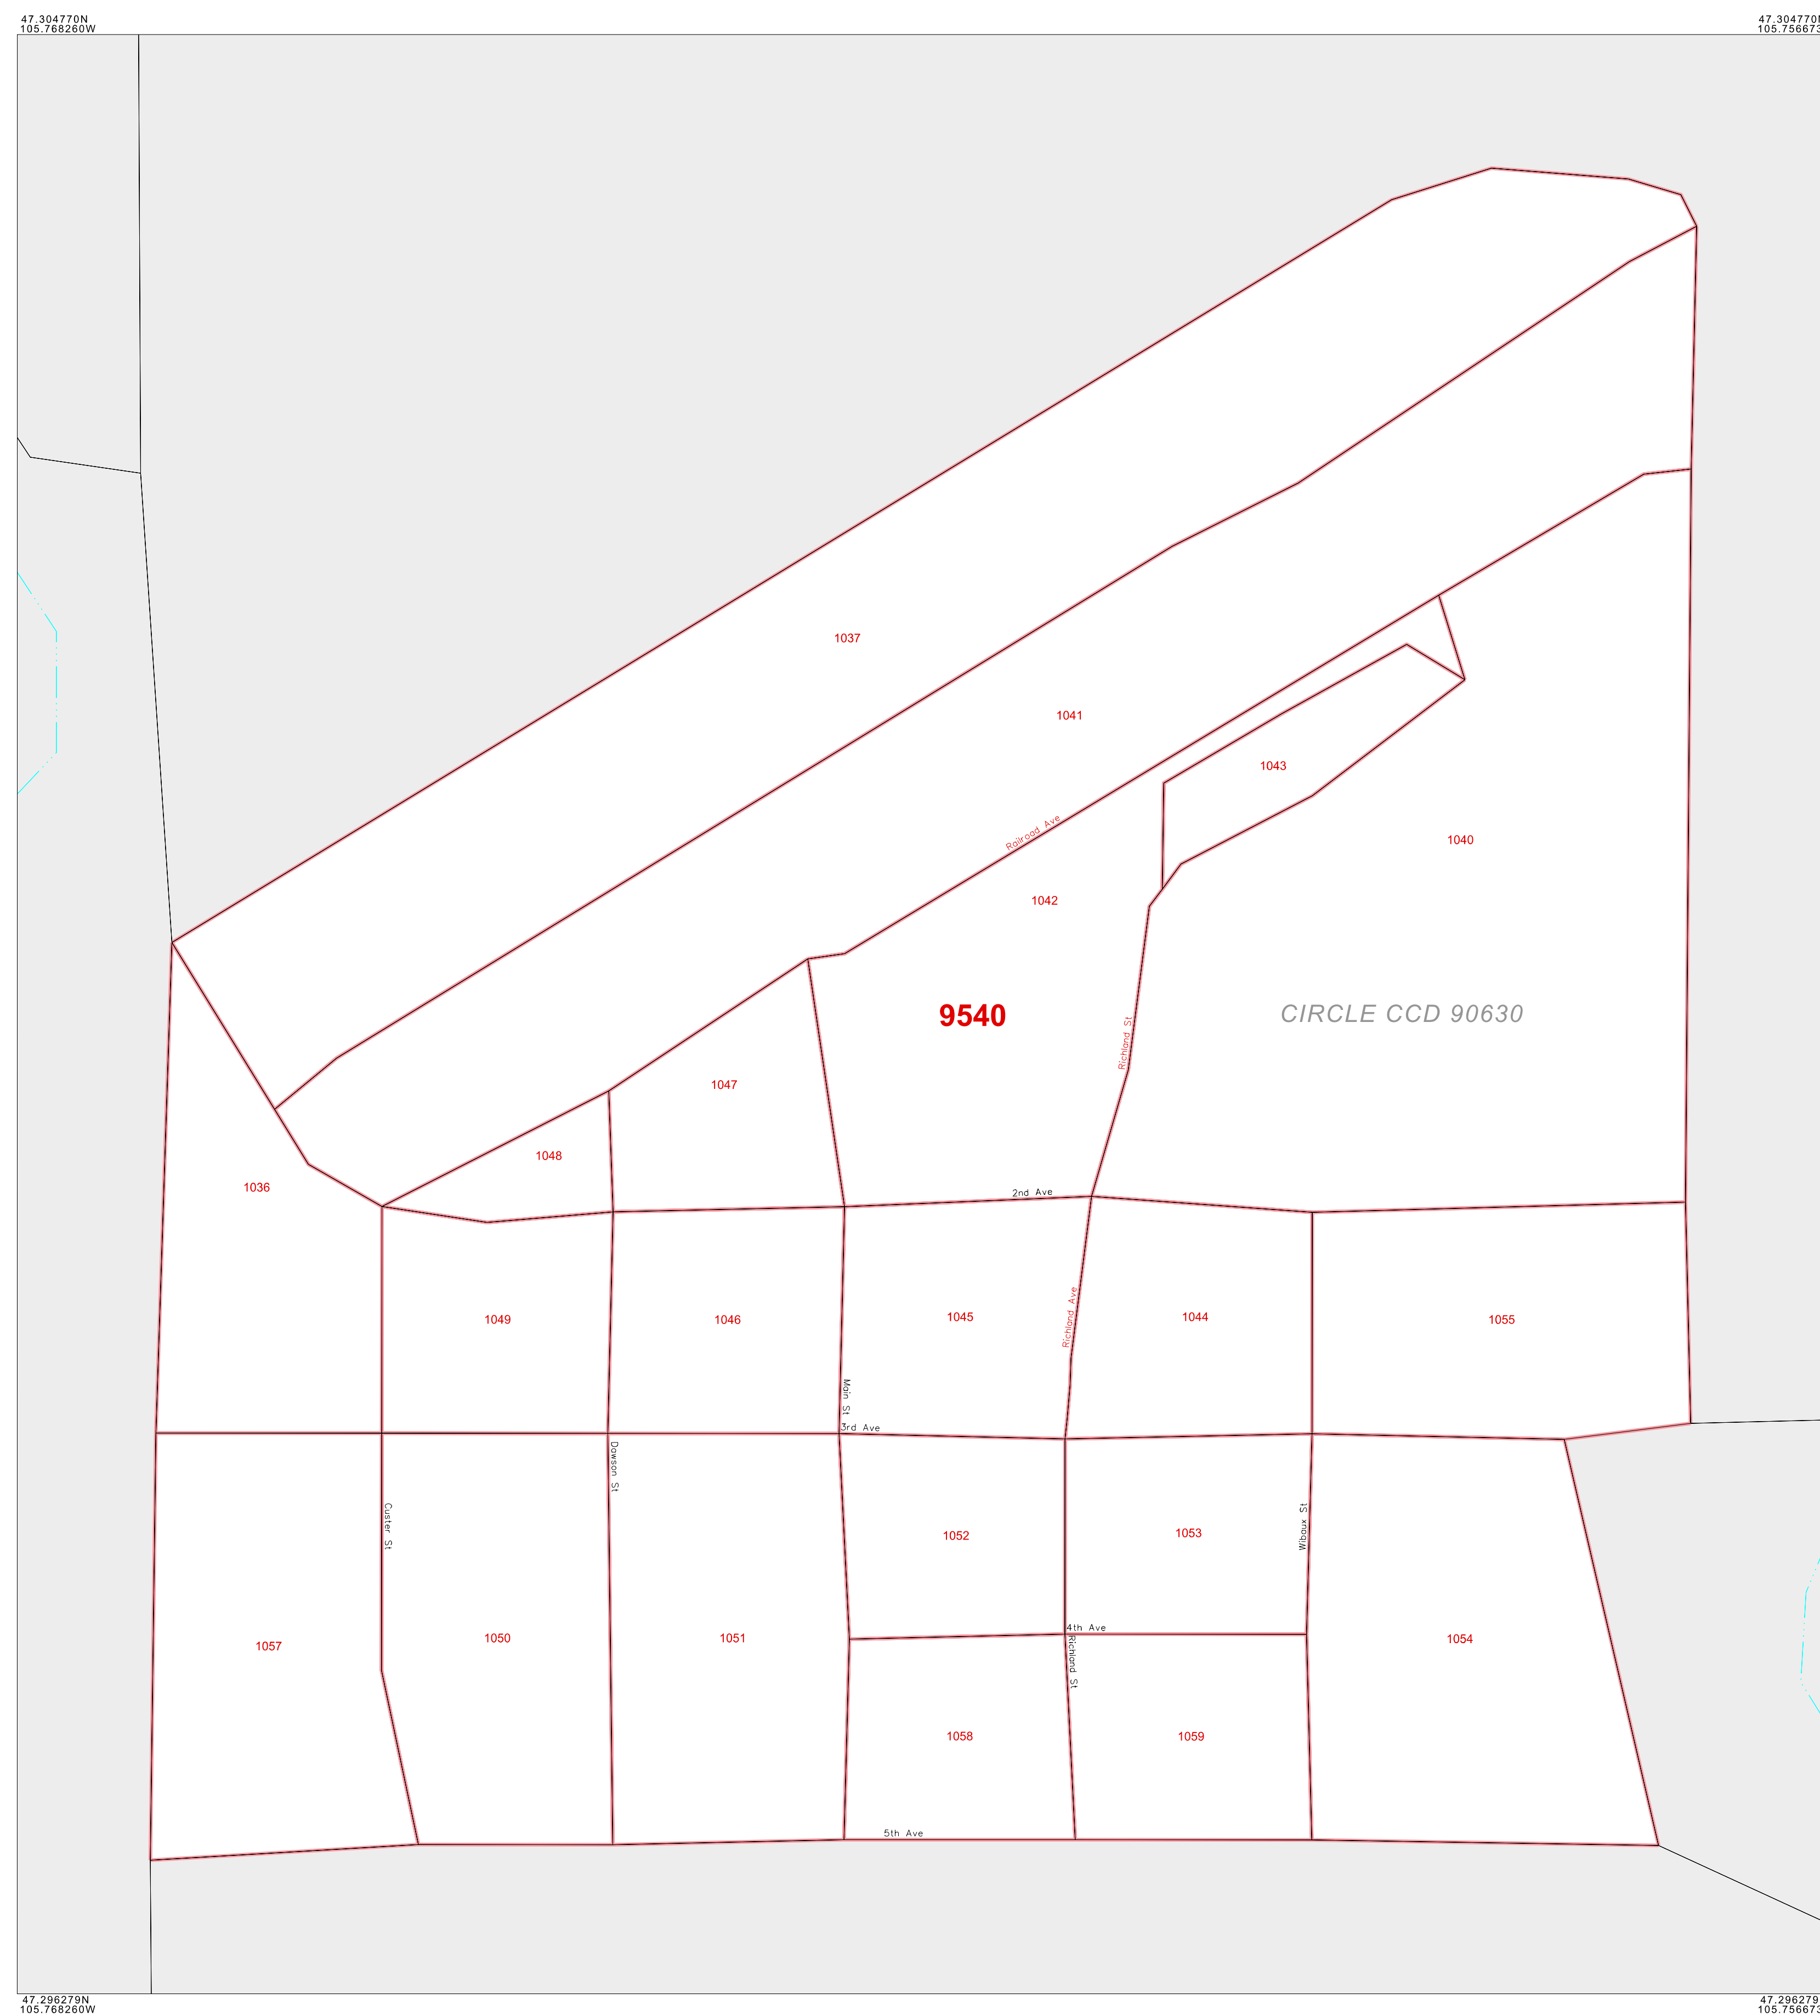 47.304770N
105.768260W
47.304770N
105.756673
1037
1041
1043
Railroad Ave
1040
1042
9540
CIRCLE CCD 90630
Richland St
1047
1048
1036
2nd Ave
1049
1046
1045
Richland Ave
1044
1055
Main St
3rd Ave
Dawson St
Custer St
1052
1053
Wibaux St
1057
1050
1051
4th Ave
Richland St
1054
1058
1059
5th Ave
47.296279N
105.768260W
47.296279
105.756673